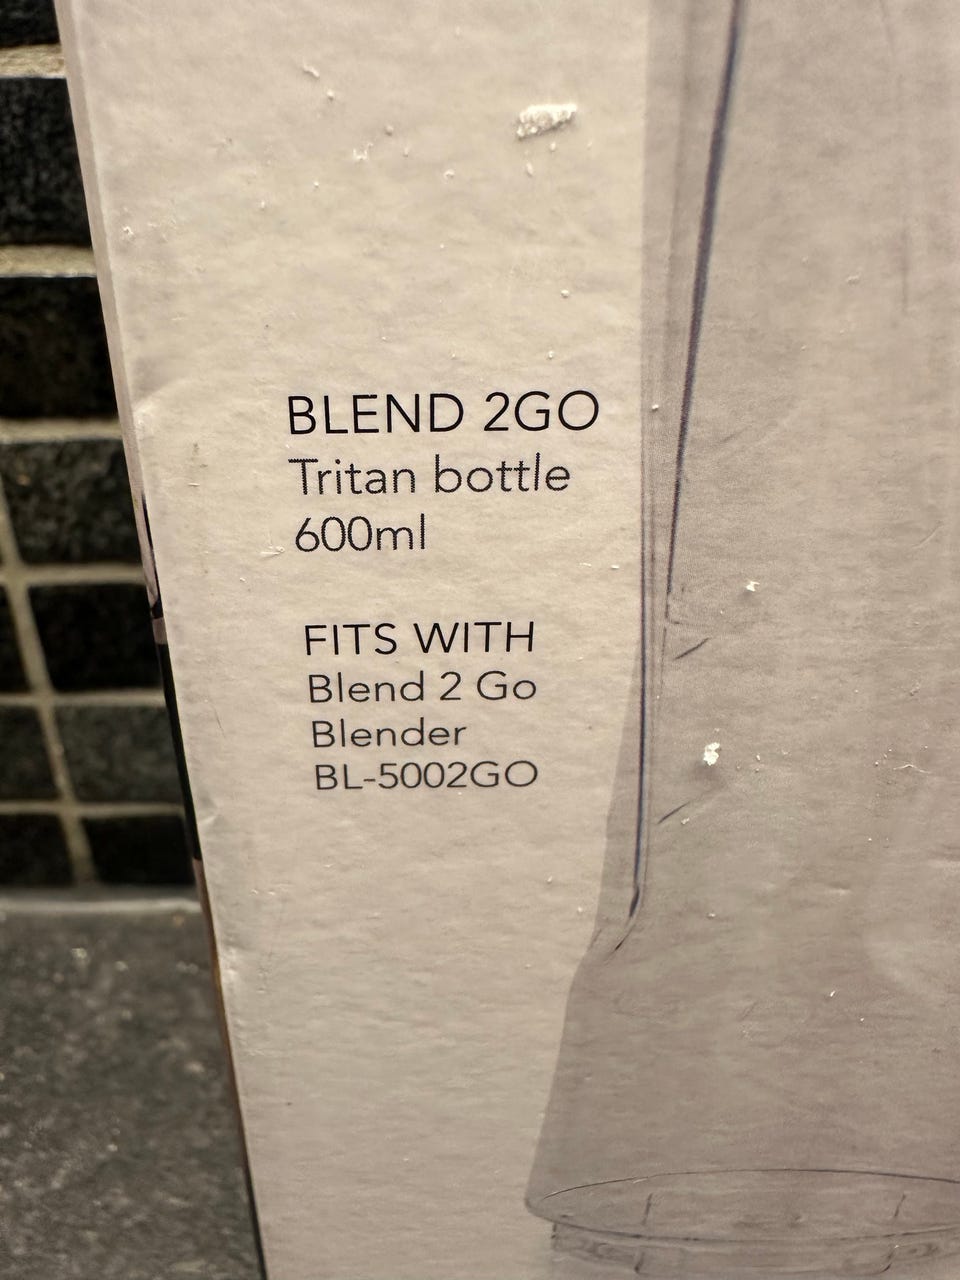 BLEND 2GO
Tritan bottle
600ml
FITS WITH
Blend 2 Go
Blender
BL-5002GO